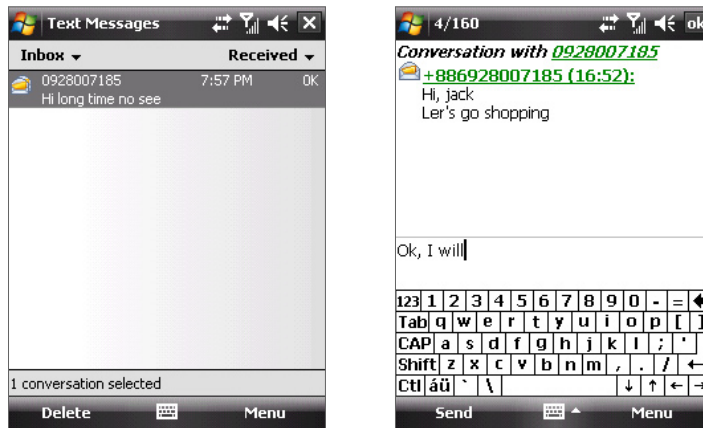 Text Messages
Inbox Received
0928007185 7:57 PM 0K
Hi long time no see
1 conversation selected
Delete Menu
4/160 ok
Conversation with 0928007185
+886928007185 (16:52):
Hi, jack
Ler's go shopping
Ok, I will
123 1 2 3 4 5 6 7 8 9 0 - =
Tab q w e r t y u i o p [ ]
CAP a s d f g h j k l ; '
Shift z x c v b n m , . /
Ctl áü ` \
Send Menu